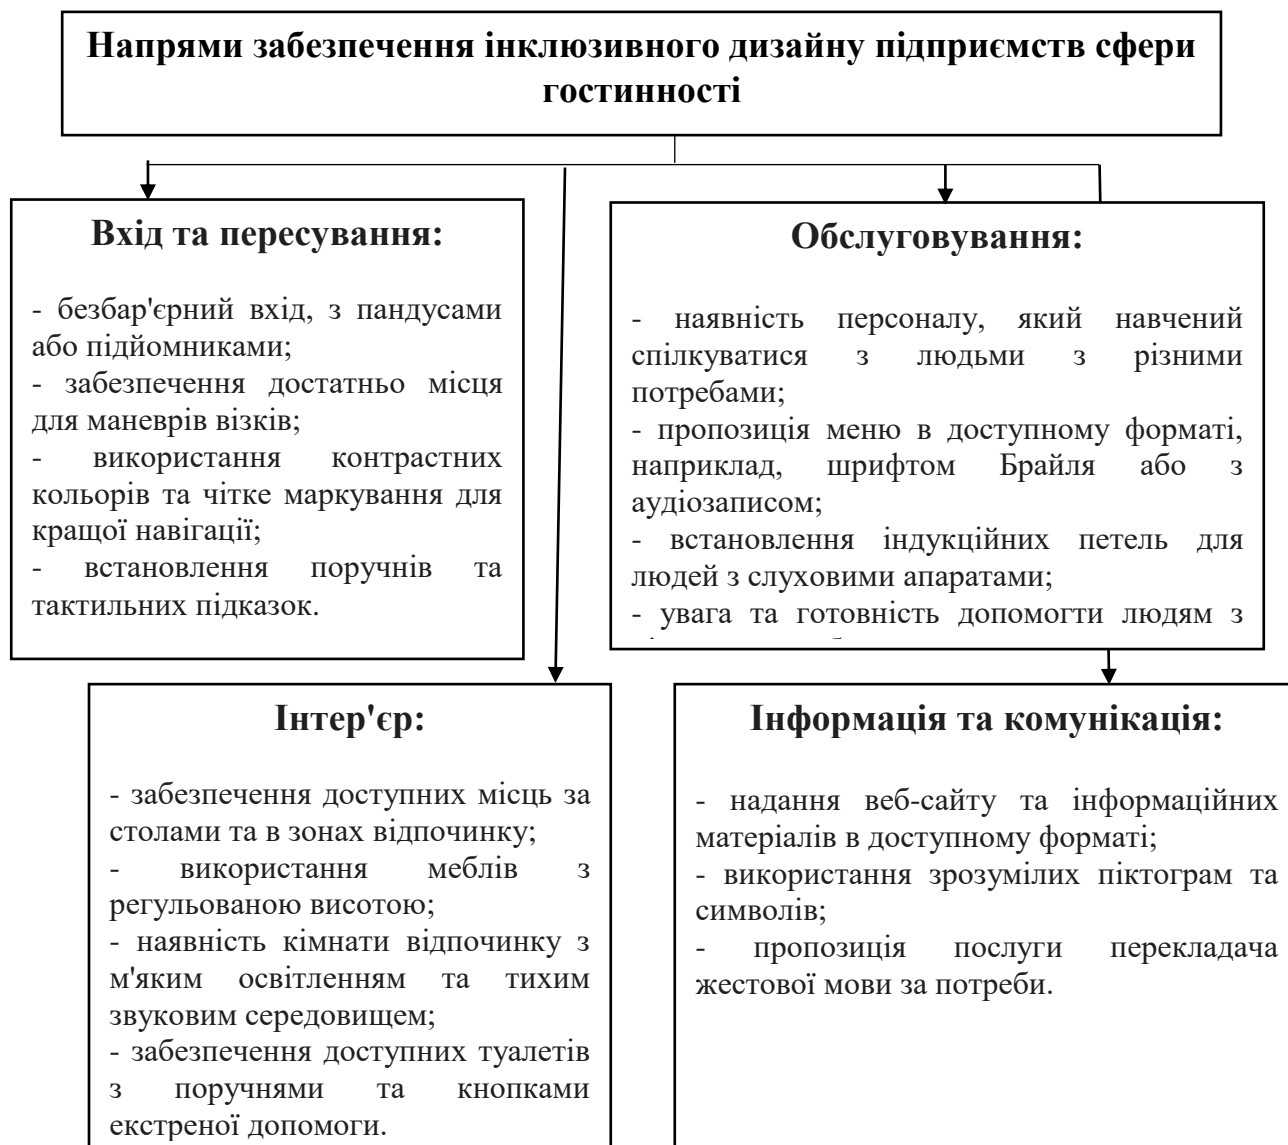 Напрями забезпечення інклюзивного дизайну підприємств сфери
гостинності
Вхід та пересування:
- безбар'єрний вхід, з пандусами
або підйомниками;
- забезпечення достатньо місця
для маневрів візків;
- використання контрастних
кольорів та чітке маркування для
кращої навігації;
- встановлення поручнів та
тактильних підказок.
Обслуговування:
- наявність персоналу, який навчений
спілкуватися з людьми з різними
потребами;
- пропозиція меню в доступному форматі,
наприклад, шрифтом Брайля або з
аудіозаписом;
- встановлення індукційних петель для
людей з слуховими апаратами;
- увага та готовність допомогти людям з
Інтер'єр:
- забезпечення доступних місць за
столами та в зонах відпочинку;
- використання меблів з
регульованою висотою;
- наявність кімнати відпочинку з
м'яким освітленням та тихим
звуковим середовищем;
- забезпечення доступних туалетів
з поручнями та кнопками
екстреної допомоги.
Інформація та комунікація:
- надання веб-сайту та інформаційних
матеріалів в доступному форматі;
- використання зрозумілих піктограм та
символів;
- пропозиція послуги перекладача
жестової мови за потреби.